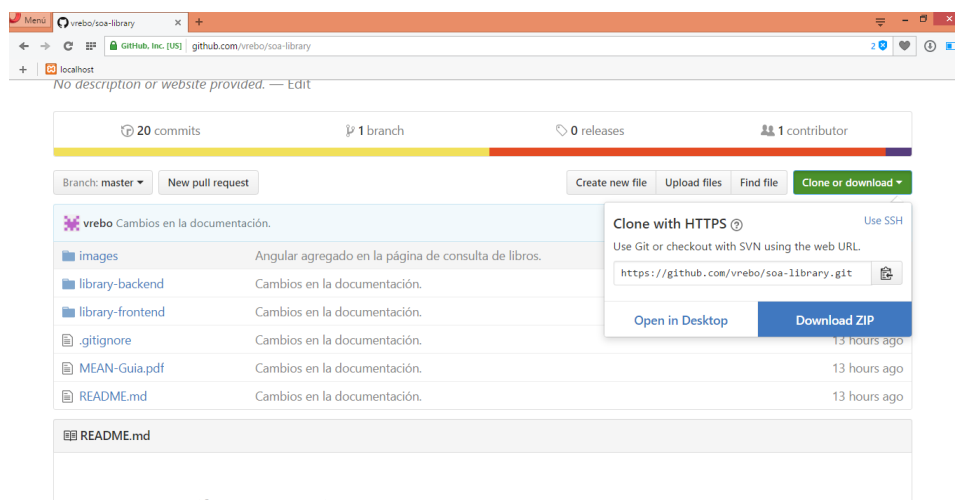 Menú vrebo/soa-library
GitHub, Inc. [US] github.com/vrebo/soa-library 2
localhost
No description or website provided. — Edit
20 commits 1 branch 0 releases 1 contributor
Branch: master New pull request Create new file Upload files Find file Clone or download
vrebo Cambios en la documentación.
Clone with HTTPS Use SSH
Use Git or checkout with SVN using the web URL.
https://github.com/vrebo/soa-library.git
Open in Desktop Download ZIP
images Angular agregado en la página de consulta de libros.
library-backend Cambios en la documentación.
library-frontend Cambios en la documentación.
.gitignore Cambios en la documentación. 13 hours ago
MEAN-Guia.pdf Cambios en la documentación. 13 hours ago
README.md Cambios en la documentación. 13 hours ago
README.md